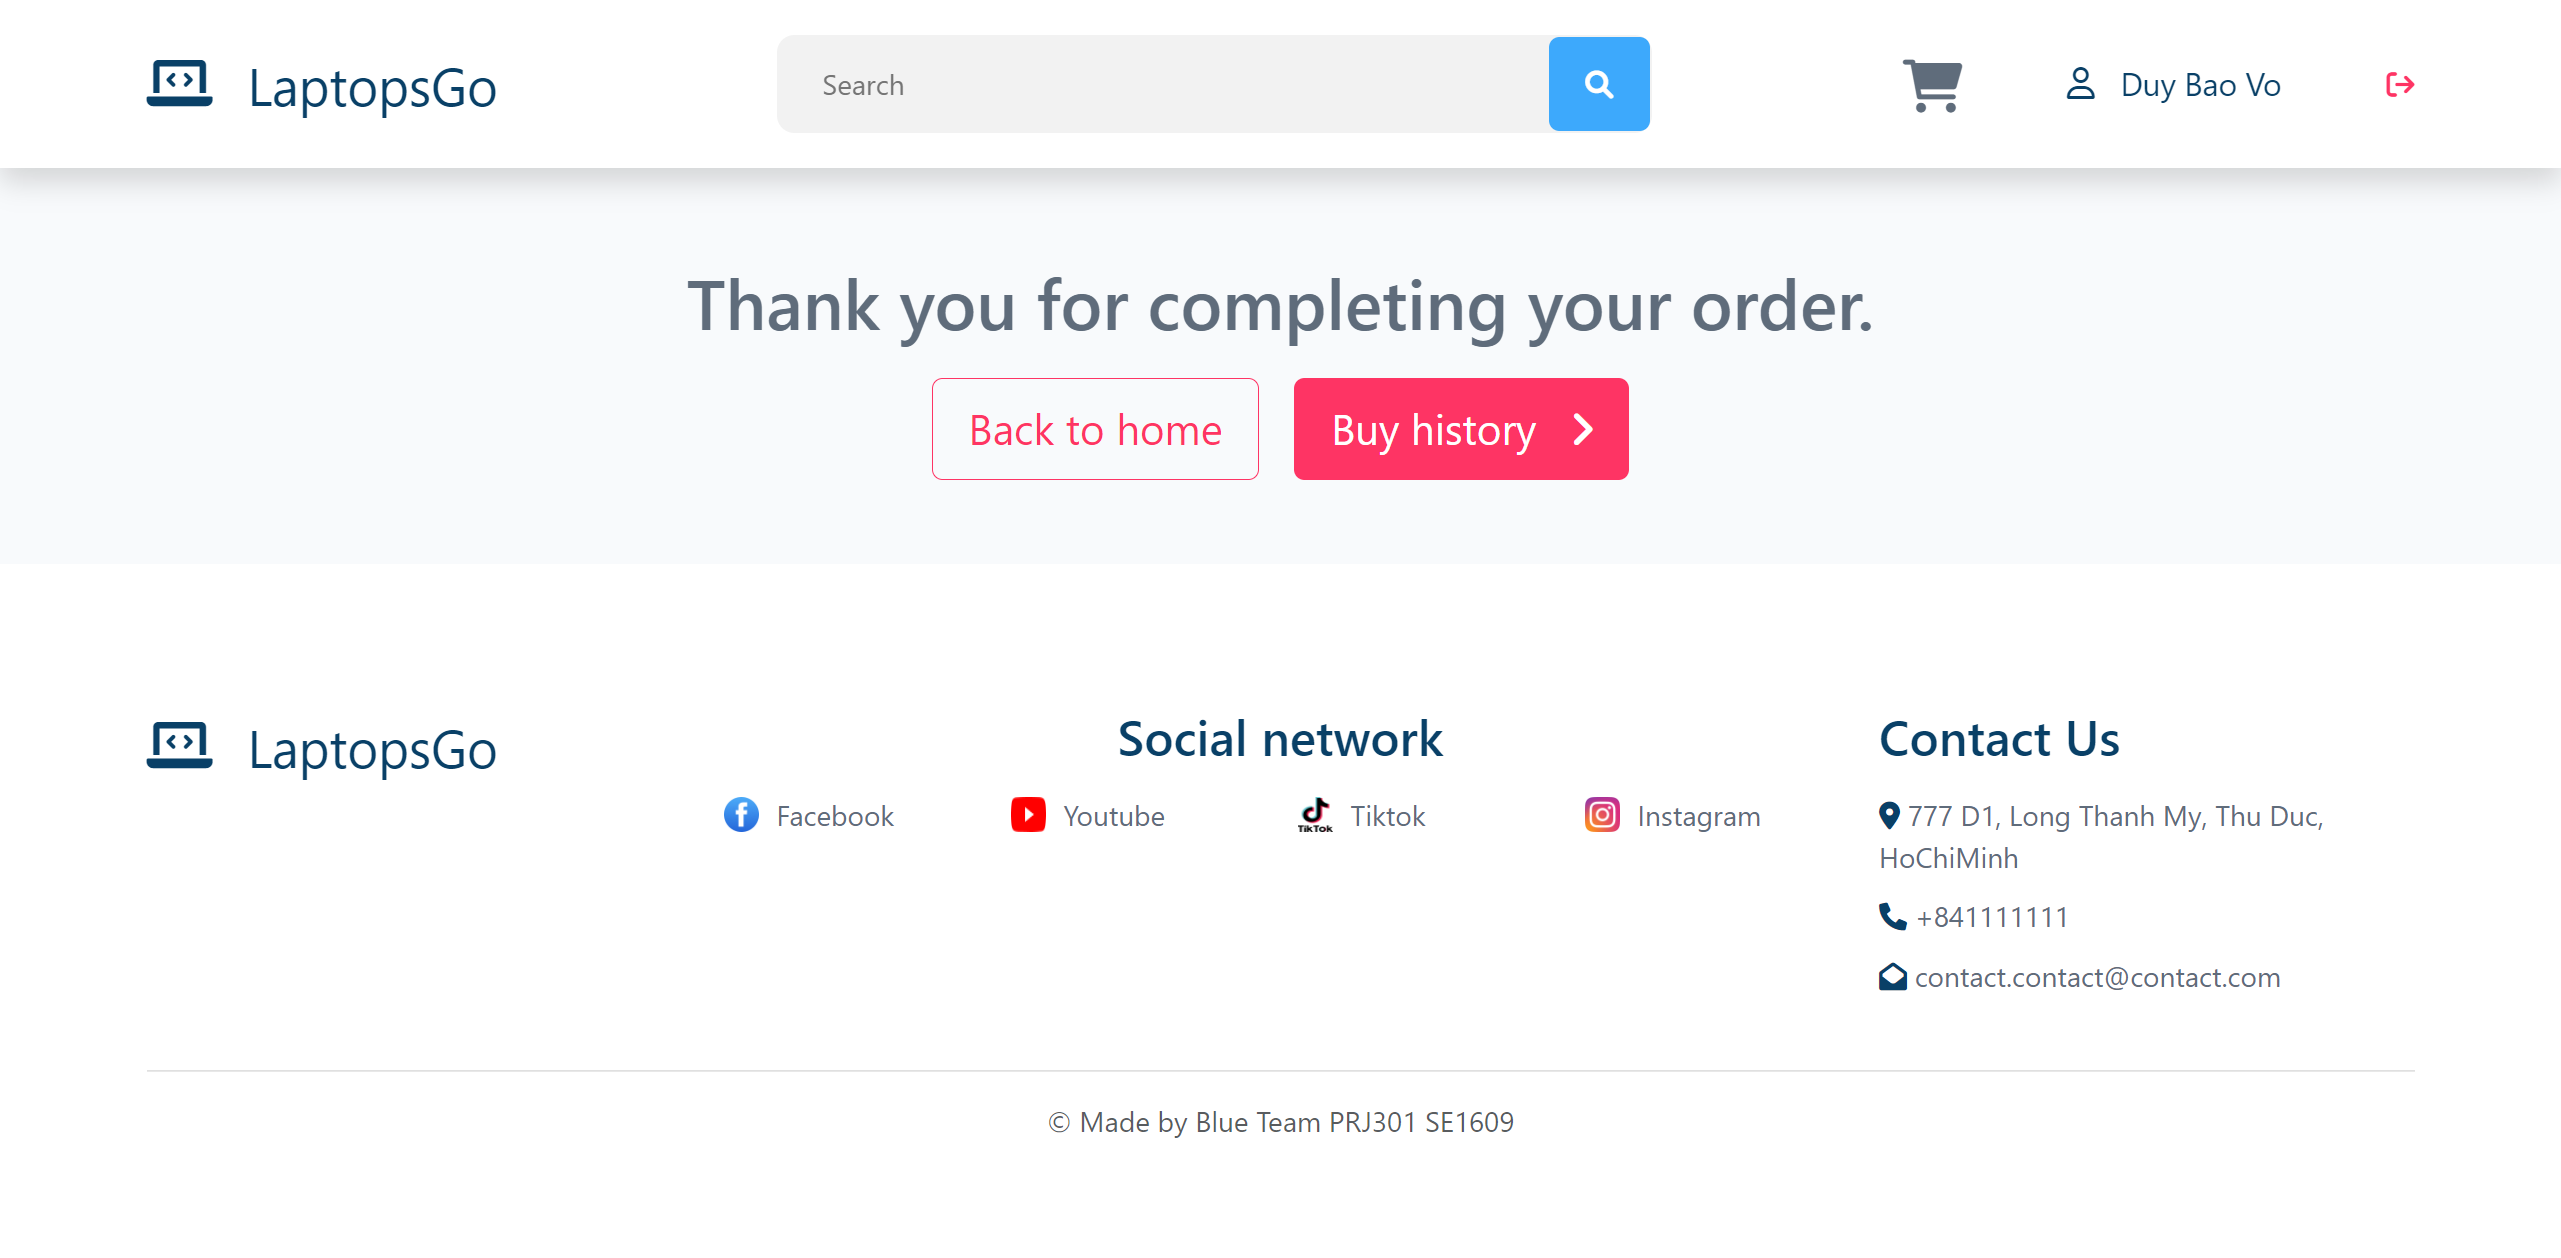 LaptopsGo
Search
Duy Bao Vo
Thank you for completing your order.
Back to home
Buy history
LaptopsGo
Social network
Facebook
Youtube
TikTok
Tiktok
Instagram
Contact Us
777 D1, Long Thanh My, Thu Duc,
HoChiMinh
+841111111
contact.contact@contact.com
© Made by Blue Team PRJ301 SE1609